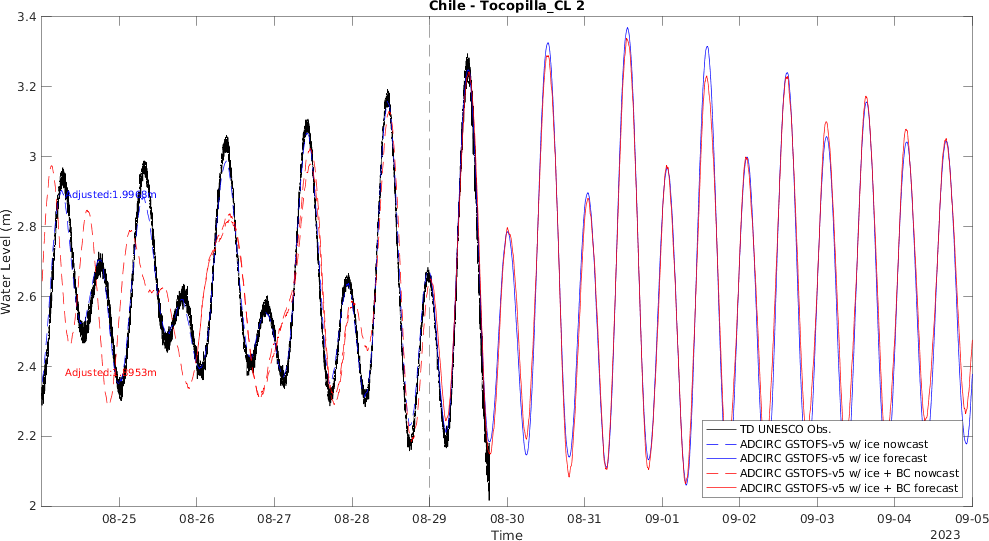 Chile - Tocopilla_CL 2
3.4
3.2
3
2.8
2.6
2.4
2.2
2
Water Level (m)
Adjusted:1.9968m
08-25
08-26
08-27
08-28
08-29
08-30
08-31
09-01
09-02
09-03
09-04
09-05
Time
2023
TD UNESCO Obs.
ADCIRC GSTOFS-v5 w/ ice nowcast
ADCIRC GSTOFS-v5 w/ ice forecast
ADCIRC GSTOFS-v5 w/ ice + BC nowcast
ADCIRC GSTOFS-v5 w/ ice + BC forecast